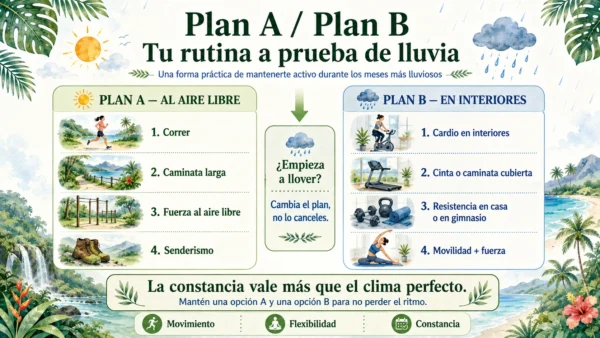 Plan A / Plan B
Tu rutina a prueba de lluvia
Una forma práctica de mantenerte activo durante los meses más lluviosos
PLAN A – AL AIRE LIBRE
1. Correr
2. Caminata larga
3. Fuerza al aire libre
4. Senderismo
¿Empieza
a llover?
Cambia el plan,
no lo canceles.
PLAN B – EN INTERIORES
1. Cardio en interiores
2. Cinta o caminata cubierta
3. Resistencia en casa
o en gimnasio
4. Movilidad + fuerza
La constancia vale más que el clima perfecto.
Mantén una opción A y una opción B para no perder el ritmo.
Movimiento
Flexibilidad
Constancia